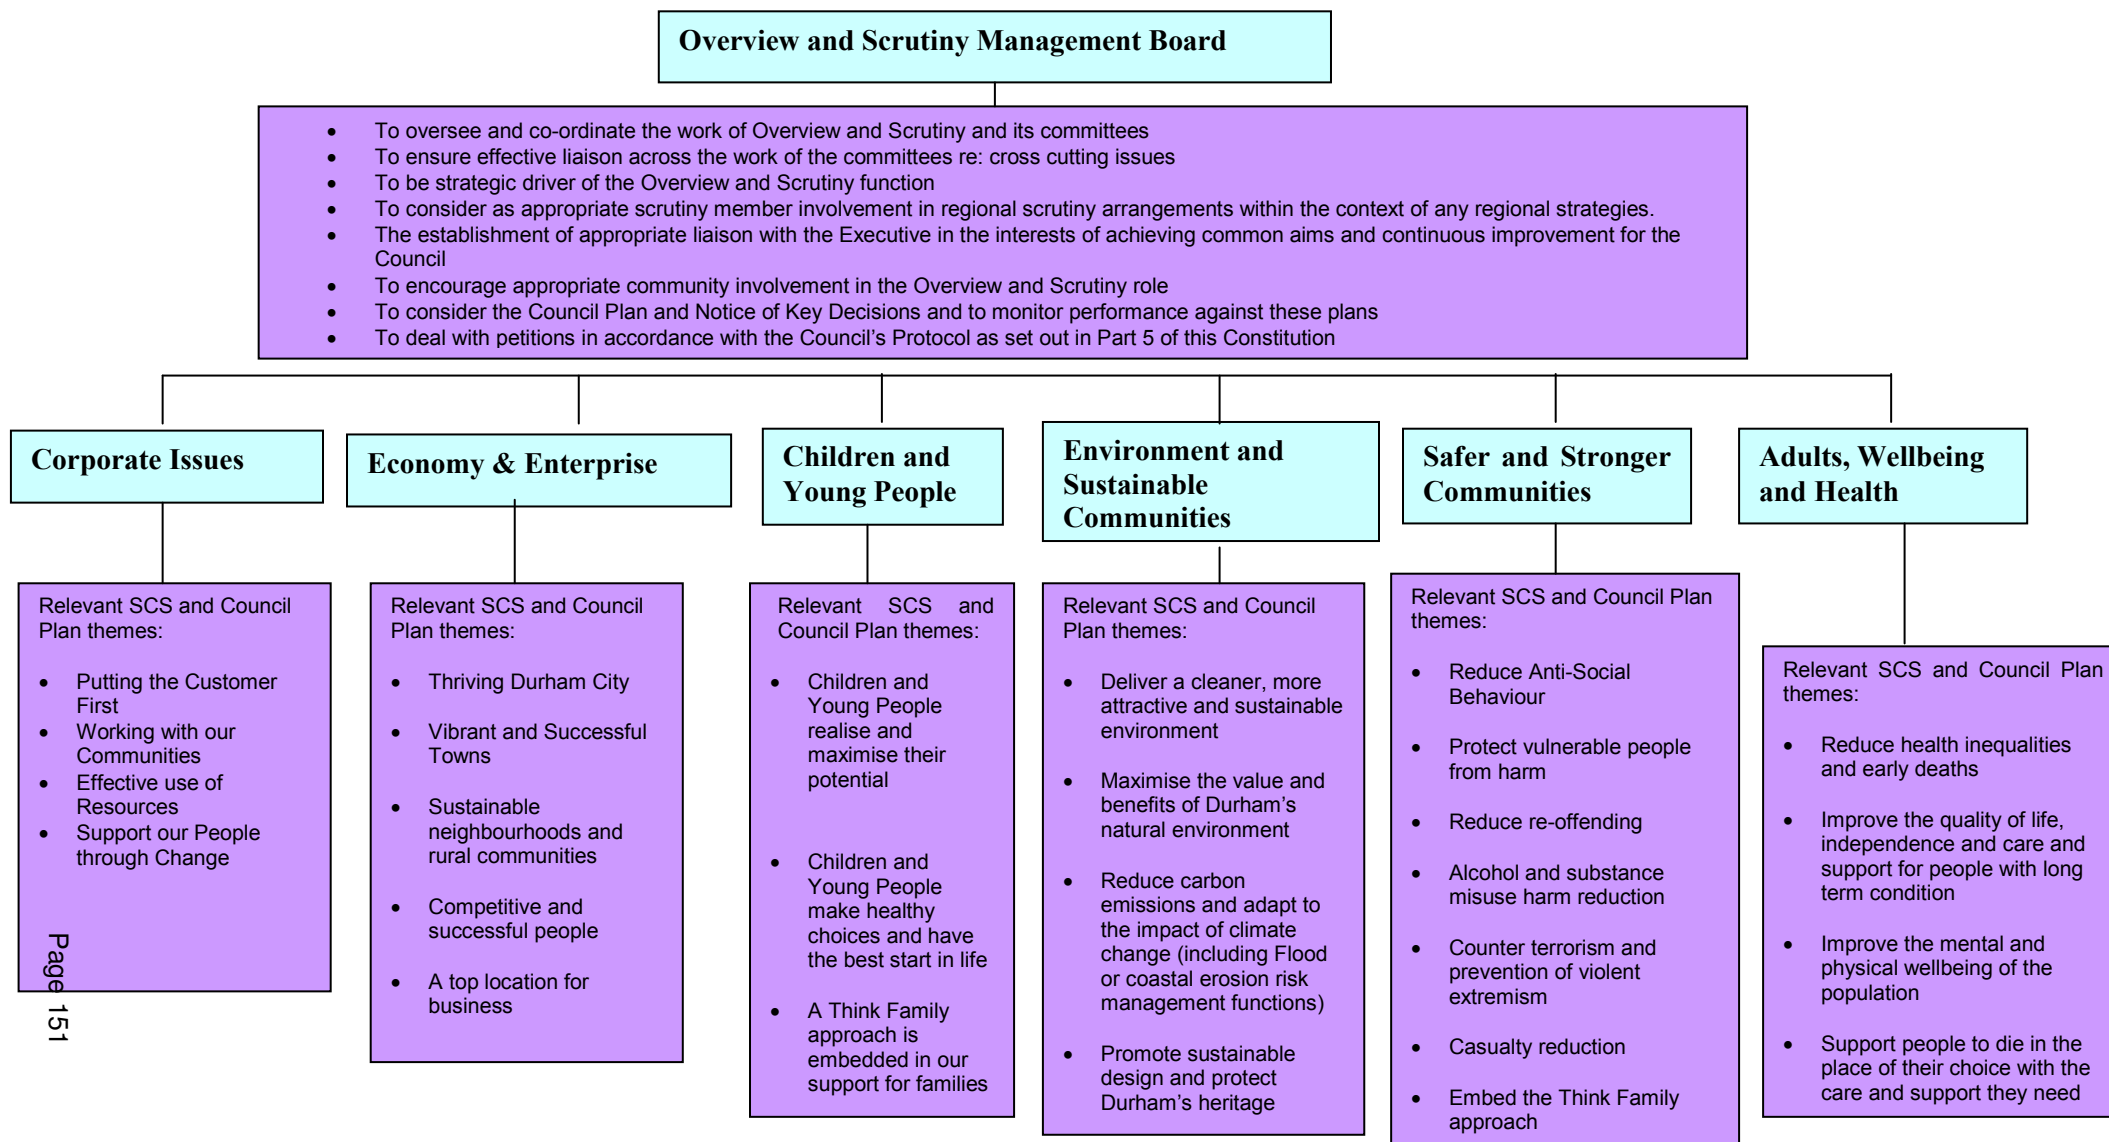 Overview and Scrutiny Management Board
• To oversee and co-ordinate the work of Overview and Scrutiny and its committees
• To ensure effective liaison across the work of the committees re: cross cutting issues
• To be strategic driver of the Overview and Scrutiny function
• To consider as appropriate scrutiny member involvement in regional scrutiny arrangements within the context of any regional strategies.
• The establishment of appropriate liaison with the Executive in the interests of achieving common aims and continuous improvement for the
Council
• To encourage appropriate community involvement in the Overview and Scrutiny role
• To consider the Council Plan and Notice of Key Decisions and to monitor performance against these plans
• To deal with petitions in accordance with the Council's Protocol as set out in Part 5 of this Constitution
Corporate Issues
Relevant SCS and Council
Plan themes:
• Putting the Customer
First
• Working with our
Communities
• Effective use of
Resources
• Support our People
through Change
Economy & Enterprise
Relevant SCS and Council
Plan themes:
• Thriving Durham City
• Vibrant and Successful
Towns
• Sustainable
neighbourhoods and
rural communities
• Competitive and
successful people
• A top location for
business
Children and
Young People
Relevant SCS and
Council Plan themes:
• Children and
Young People
realise and
maximise their
potential
• Children and
Young People
make healthy
choices and have
the best start in life
• A Think Family
approach is
embedded in our
support for families
Environment and
Sustainable
Communities
Relevant SCS and Council
Plan themes:
• Deliver a cleaner, more
attractive and sustainable
environment
• Maximise the value and
benefits of Durham's
natural environment
• Reduce carbon
emissions and adapt to
the impact of climate
change (including Flood
or coastal erosion risk
management functions)
• Promote sustainable
design and protect
Durham's heritage
Safer and Stronger
Communities
Relevant SCS and Council Plan
themes:
• Reduce Anti-Social
Behaviour
• Protect vulnerable people
from harm
• Reduce re-offending
• Alcohol and substance
misuse harm reduction
• Counter terrorism and
prevention of violent
extremism
• Casualty reduction
• Embed the Think Family
approach
Adults, Wellbeing
and Health
Relevant SCS and Council Plan
themes:
• Reduce health inequalities
and early deaths
• Improve the quality of life,
independence and care and
support for people with long
term condition
• Improve the mental and
physical wellbeing of the
population
• Support people to die in the
place of their choice with the
care and support they need
Page 151